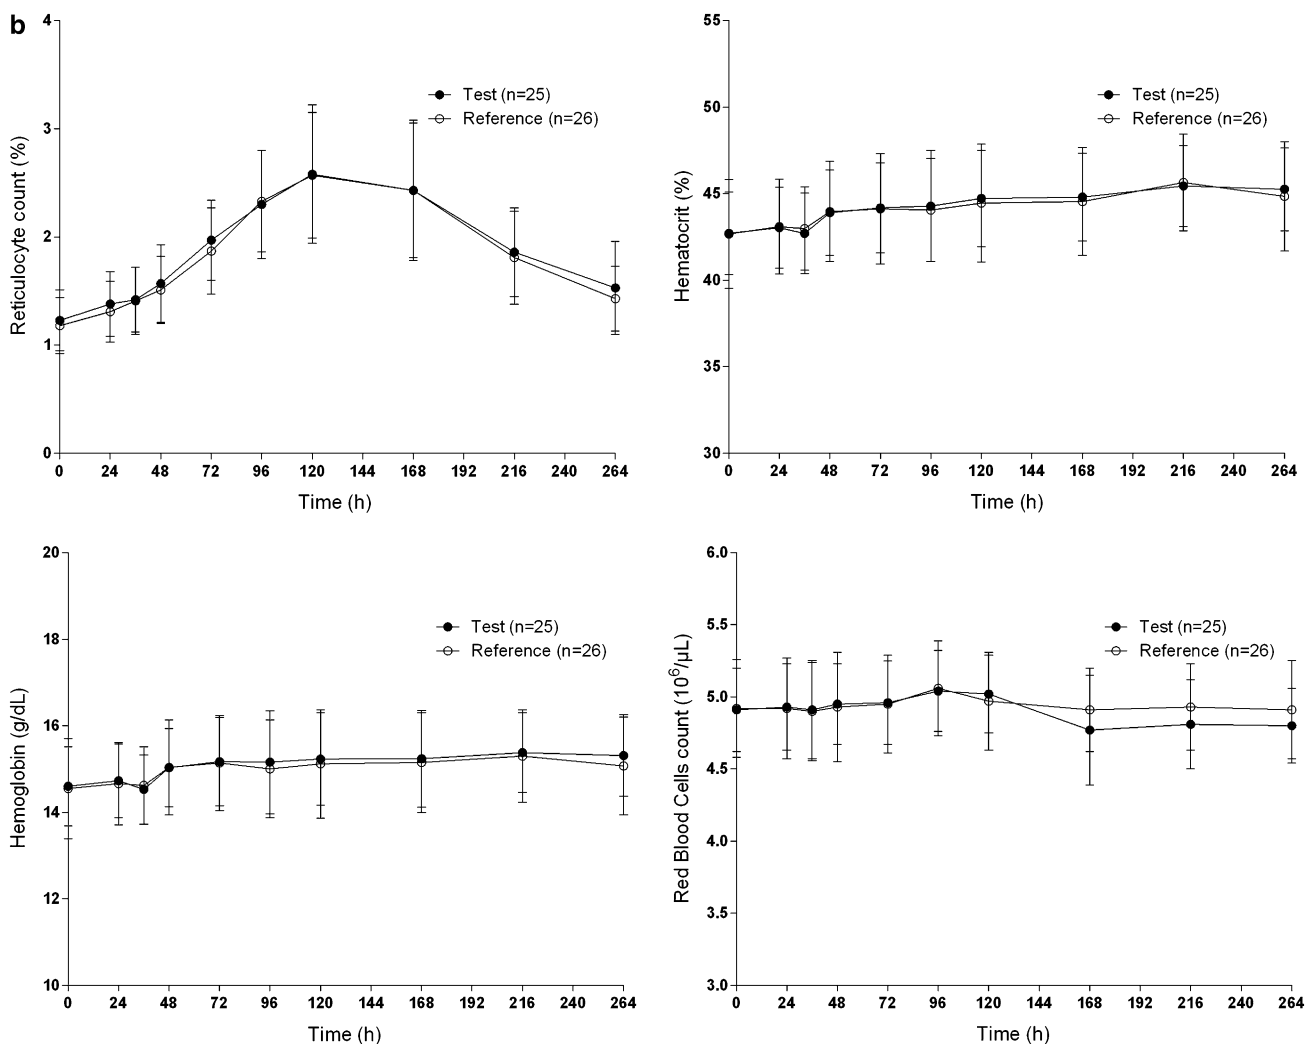 b
Reticulocyte count (%)
4
3
2
1
0
Test (n=25)
Reference (n=26)
0 24 48 72 96 120 144 168 192 216 240 264
Time (h)
Hematocrit (%)
55
50
45
40
35
30
Test (n=25)
Reference (n=26)
0 24 48 72 96 120 144 168 192 216 240 264
Time (h)
Hemoglobin (g/dL)
20
18
16
14
12
10
Test (n=25)
Reference (n=26)
0 24 48 72 96 120 144 168 192 216 240 264
Time (h)
Red Blood Cells count (10⁶/µL)
6.0
5.5
5.0
4.5
4.0
3.5
3.0
Test (n=25)
Reference (n=26)
0 24 48 72 96 120 144 168 192 216 240 264
Time (h)